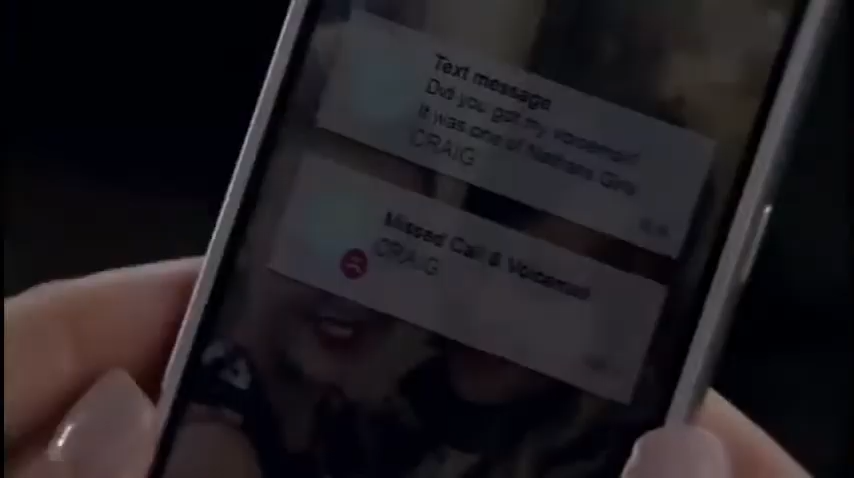 Text message
Did you get my voicemail?
It was one of Nathans Girls
CRAIG
Missed Call & Voicemail
CRAIG